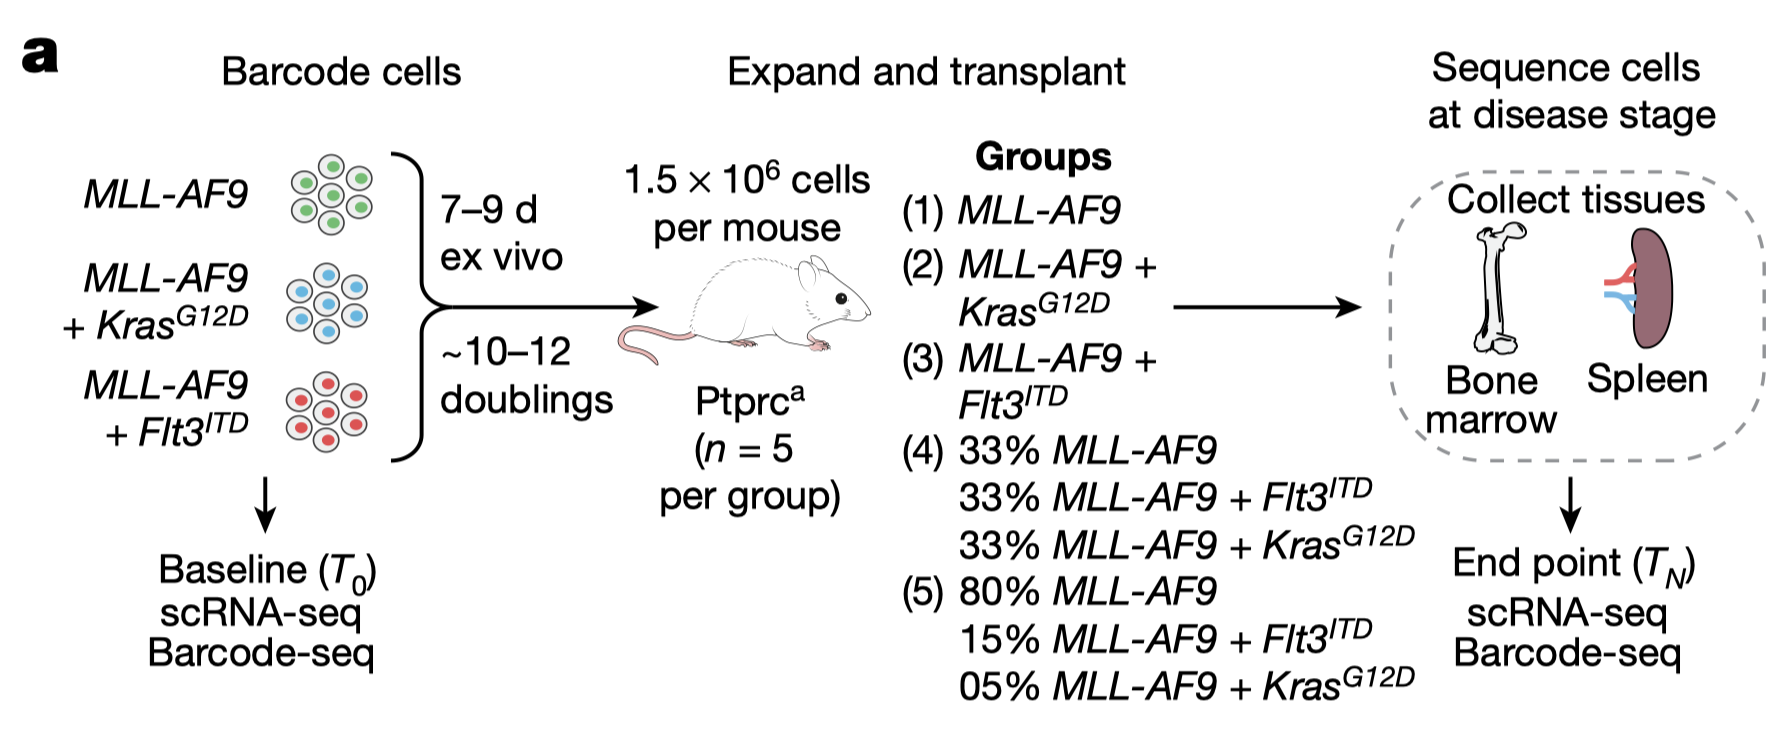 a
Barcode cells
MLL-AF9
MLL-AF9
+ Kras^G12D
MLL-AF9
+ Flt3^ITD
7–9 d
ex vivo
~10–12
doublings
Baseline (T_0)
scRNA-seq
Barcode-seq
Expand and transplant
1.5 × 10⁶ cells
per mouse
Ptprc^a
(n = 5
per group)
Groups
(1) MLL-AF9
(2) MLL-AF9 +
Kras^G12D
(3) MLL-AF9 +
Flt3^ITD
(4) 33% MLL-AF9
33% MLL-AF9 + Flt3^ITD
33% MLL-AF9 + Kras^G12D
(5) 80% MLL-AF9
15% MLL-AF9 + Flt3^ITD
05% MLL-AF9 + Kras^G12D
Sequence cells
at disease stage
Collect tissues
Bone
marrow
Spleen
End point (T_N)
scRNA-seq
Barcode-seq